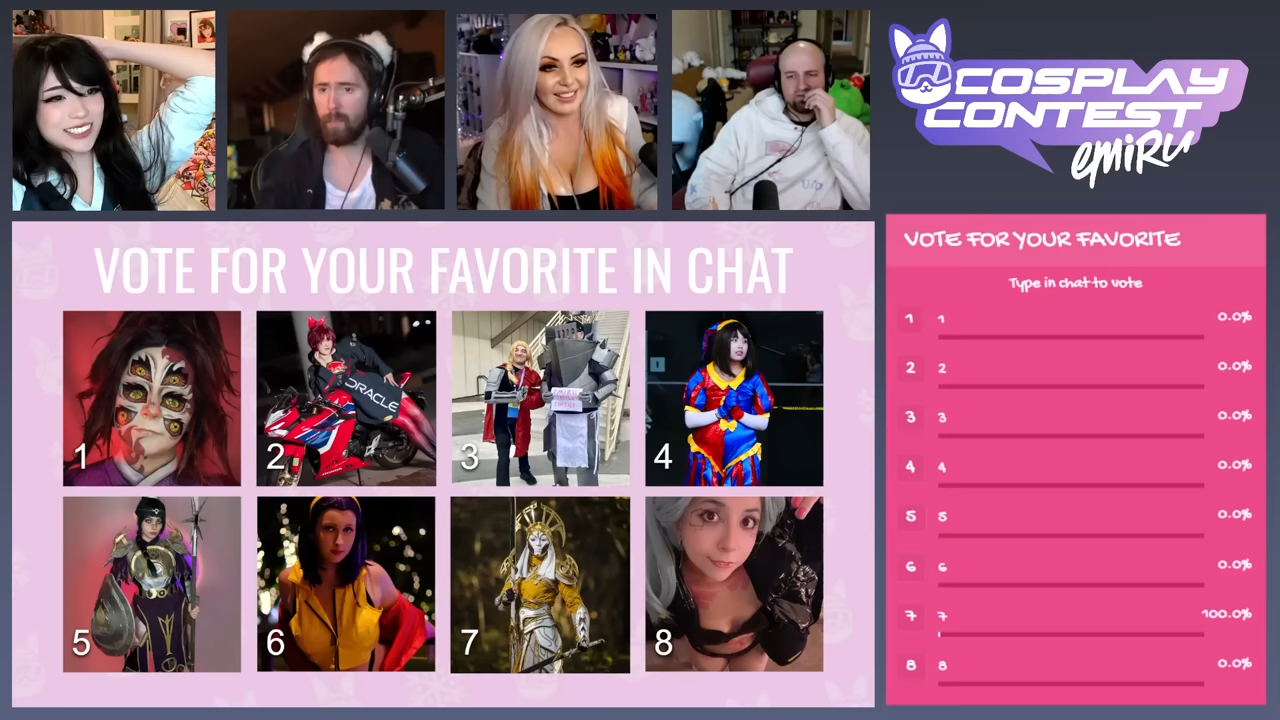 COSPLAY
CONTEST
emiru
VOTE FOR YOUR FAVORITE IN CHAT
1
2
ORACLE
3
4
5
6
7
8
VOTE FOR YOUR FAVORITE
Type in chat to vote
1 1 0.0%
2 2 0.0%
3 3 0.0%
4 4 0.0%
5 5 0.0%
6 6 0.0%
7 7 100.0%
8 8 0.0%